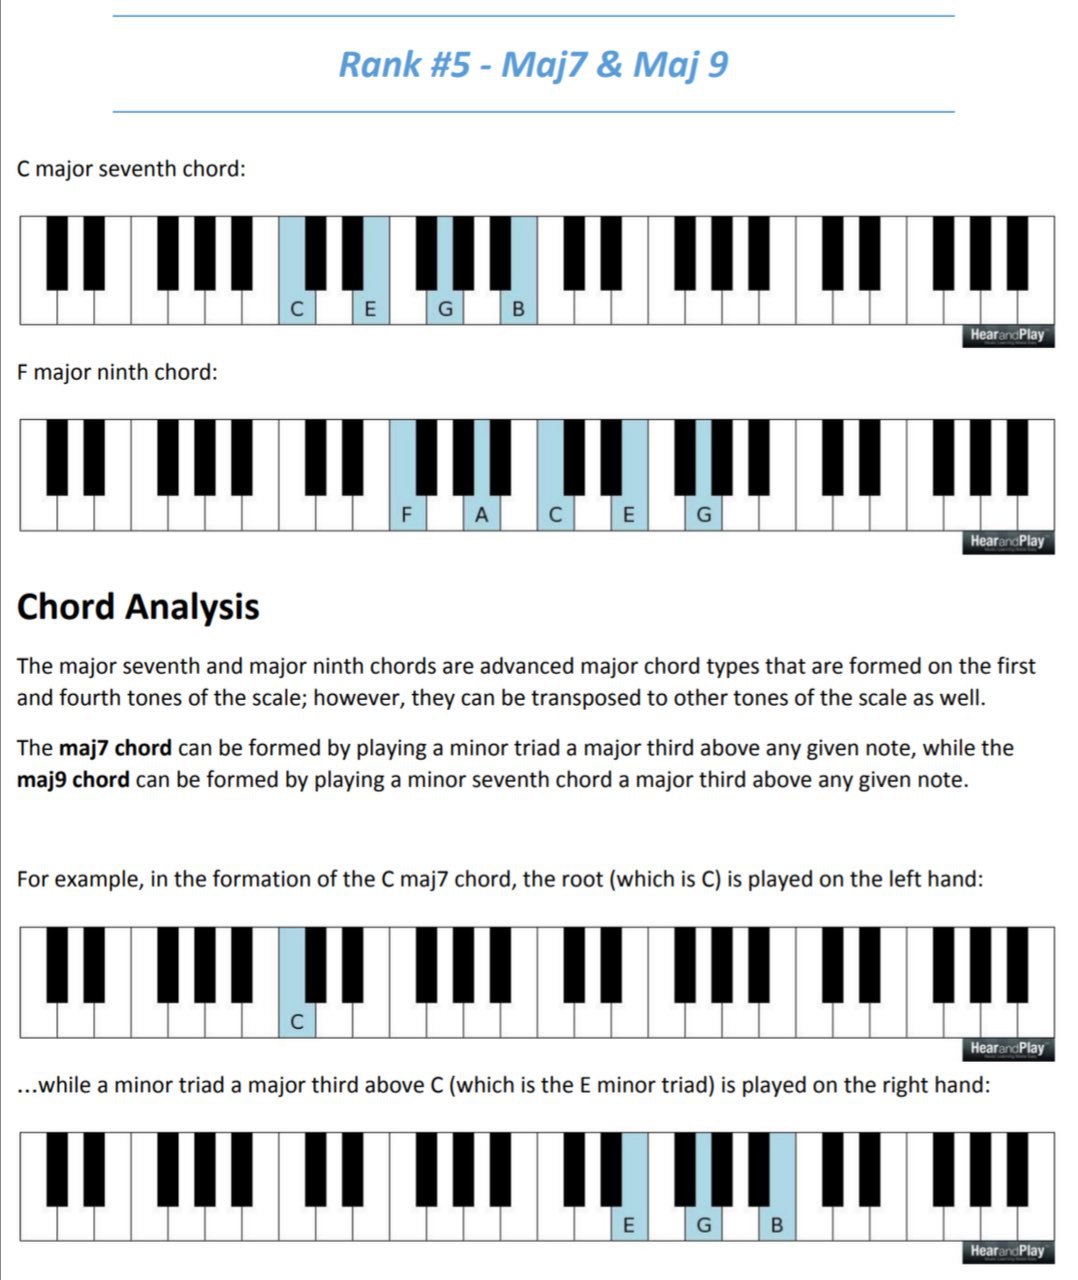 Rank #5 - Maj7 & Maj 9
C major seventh chord:
C E G B
HearandPlay
F major ninth chord:
F A C E G
HearandPlay
Chord Analysis
The major seventh and major ninth chords are advanced major chord types that are formed on the first
and fourth tones of the scale; however, they can be transposed to other tones of the scale as well.
The maj7 chord can be formed by playing a minor triad a major third above any given note, while the
maj9 chord can be formed by playing a minor seventh chord a major third above any given note.
For example, in the formation of the C maj7 chord, the root (which is C) is played on the left hand:
C
HearandPlay
...while a minor triad a major third above C (which is the E minor triad) is played on the right hand:
E G B
HearandPlay